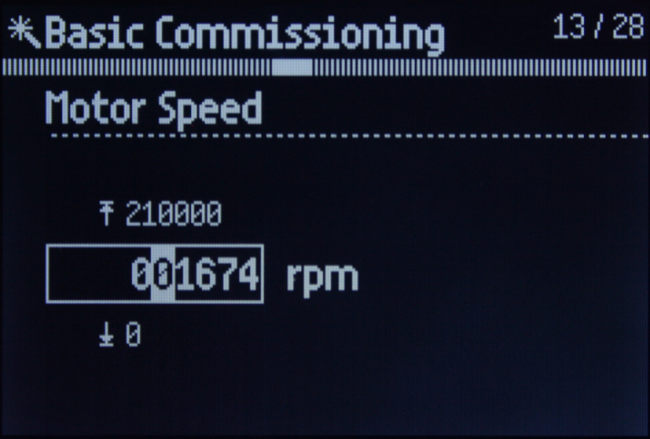 Basic Commissioning 13/28
Motor Speed
210000
001674 rpm
0